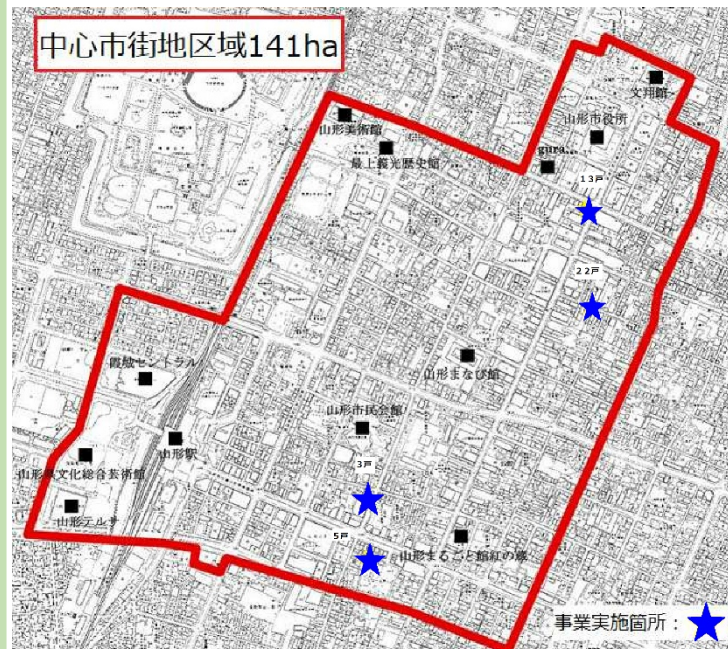 中心市街地区域141ha
文翔館
山形市役所
山形美術館
最上義光歴史館
gura
13戸
22戸
霞城セントラル
山形まなび館
山形市民会館
山形駅
山形県文化総合芸術館
3戸
山形テルサ
5戸
山形まるごと館紅の蔵
事業実施箇所：